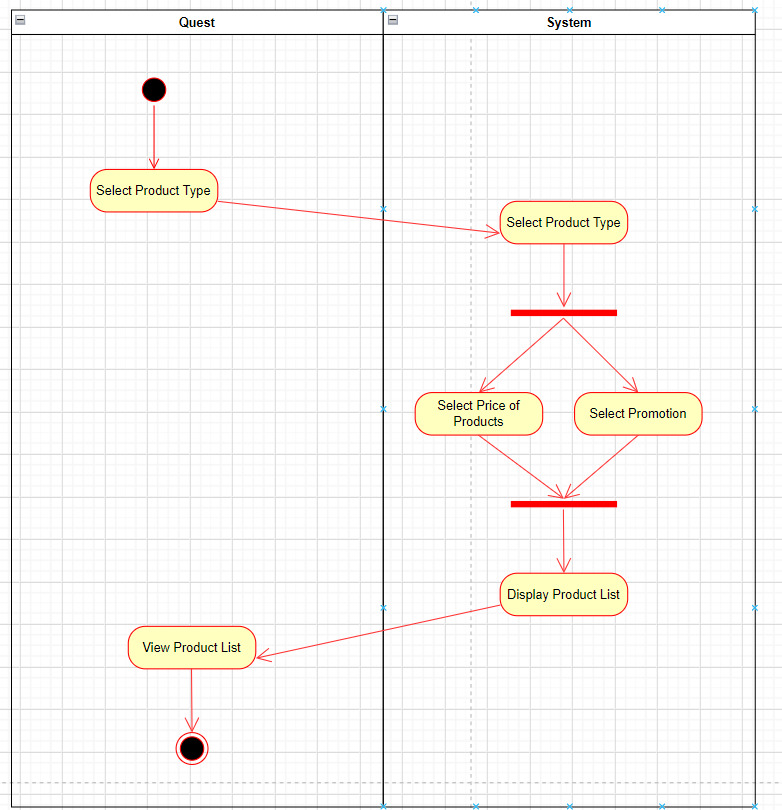 Quest
System
Select Product Type
Select Product Type
Select Price of
Products
Select Promotion
Display Product List
View Product List